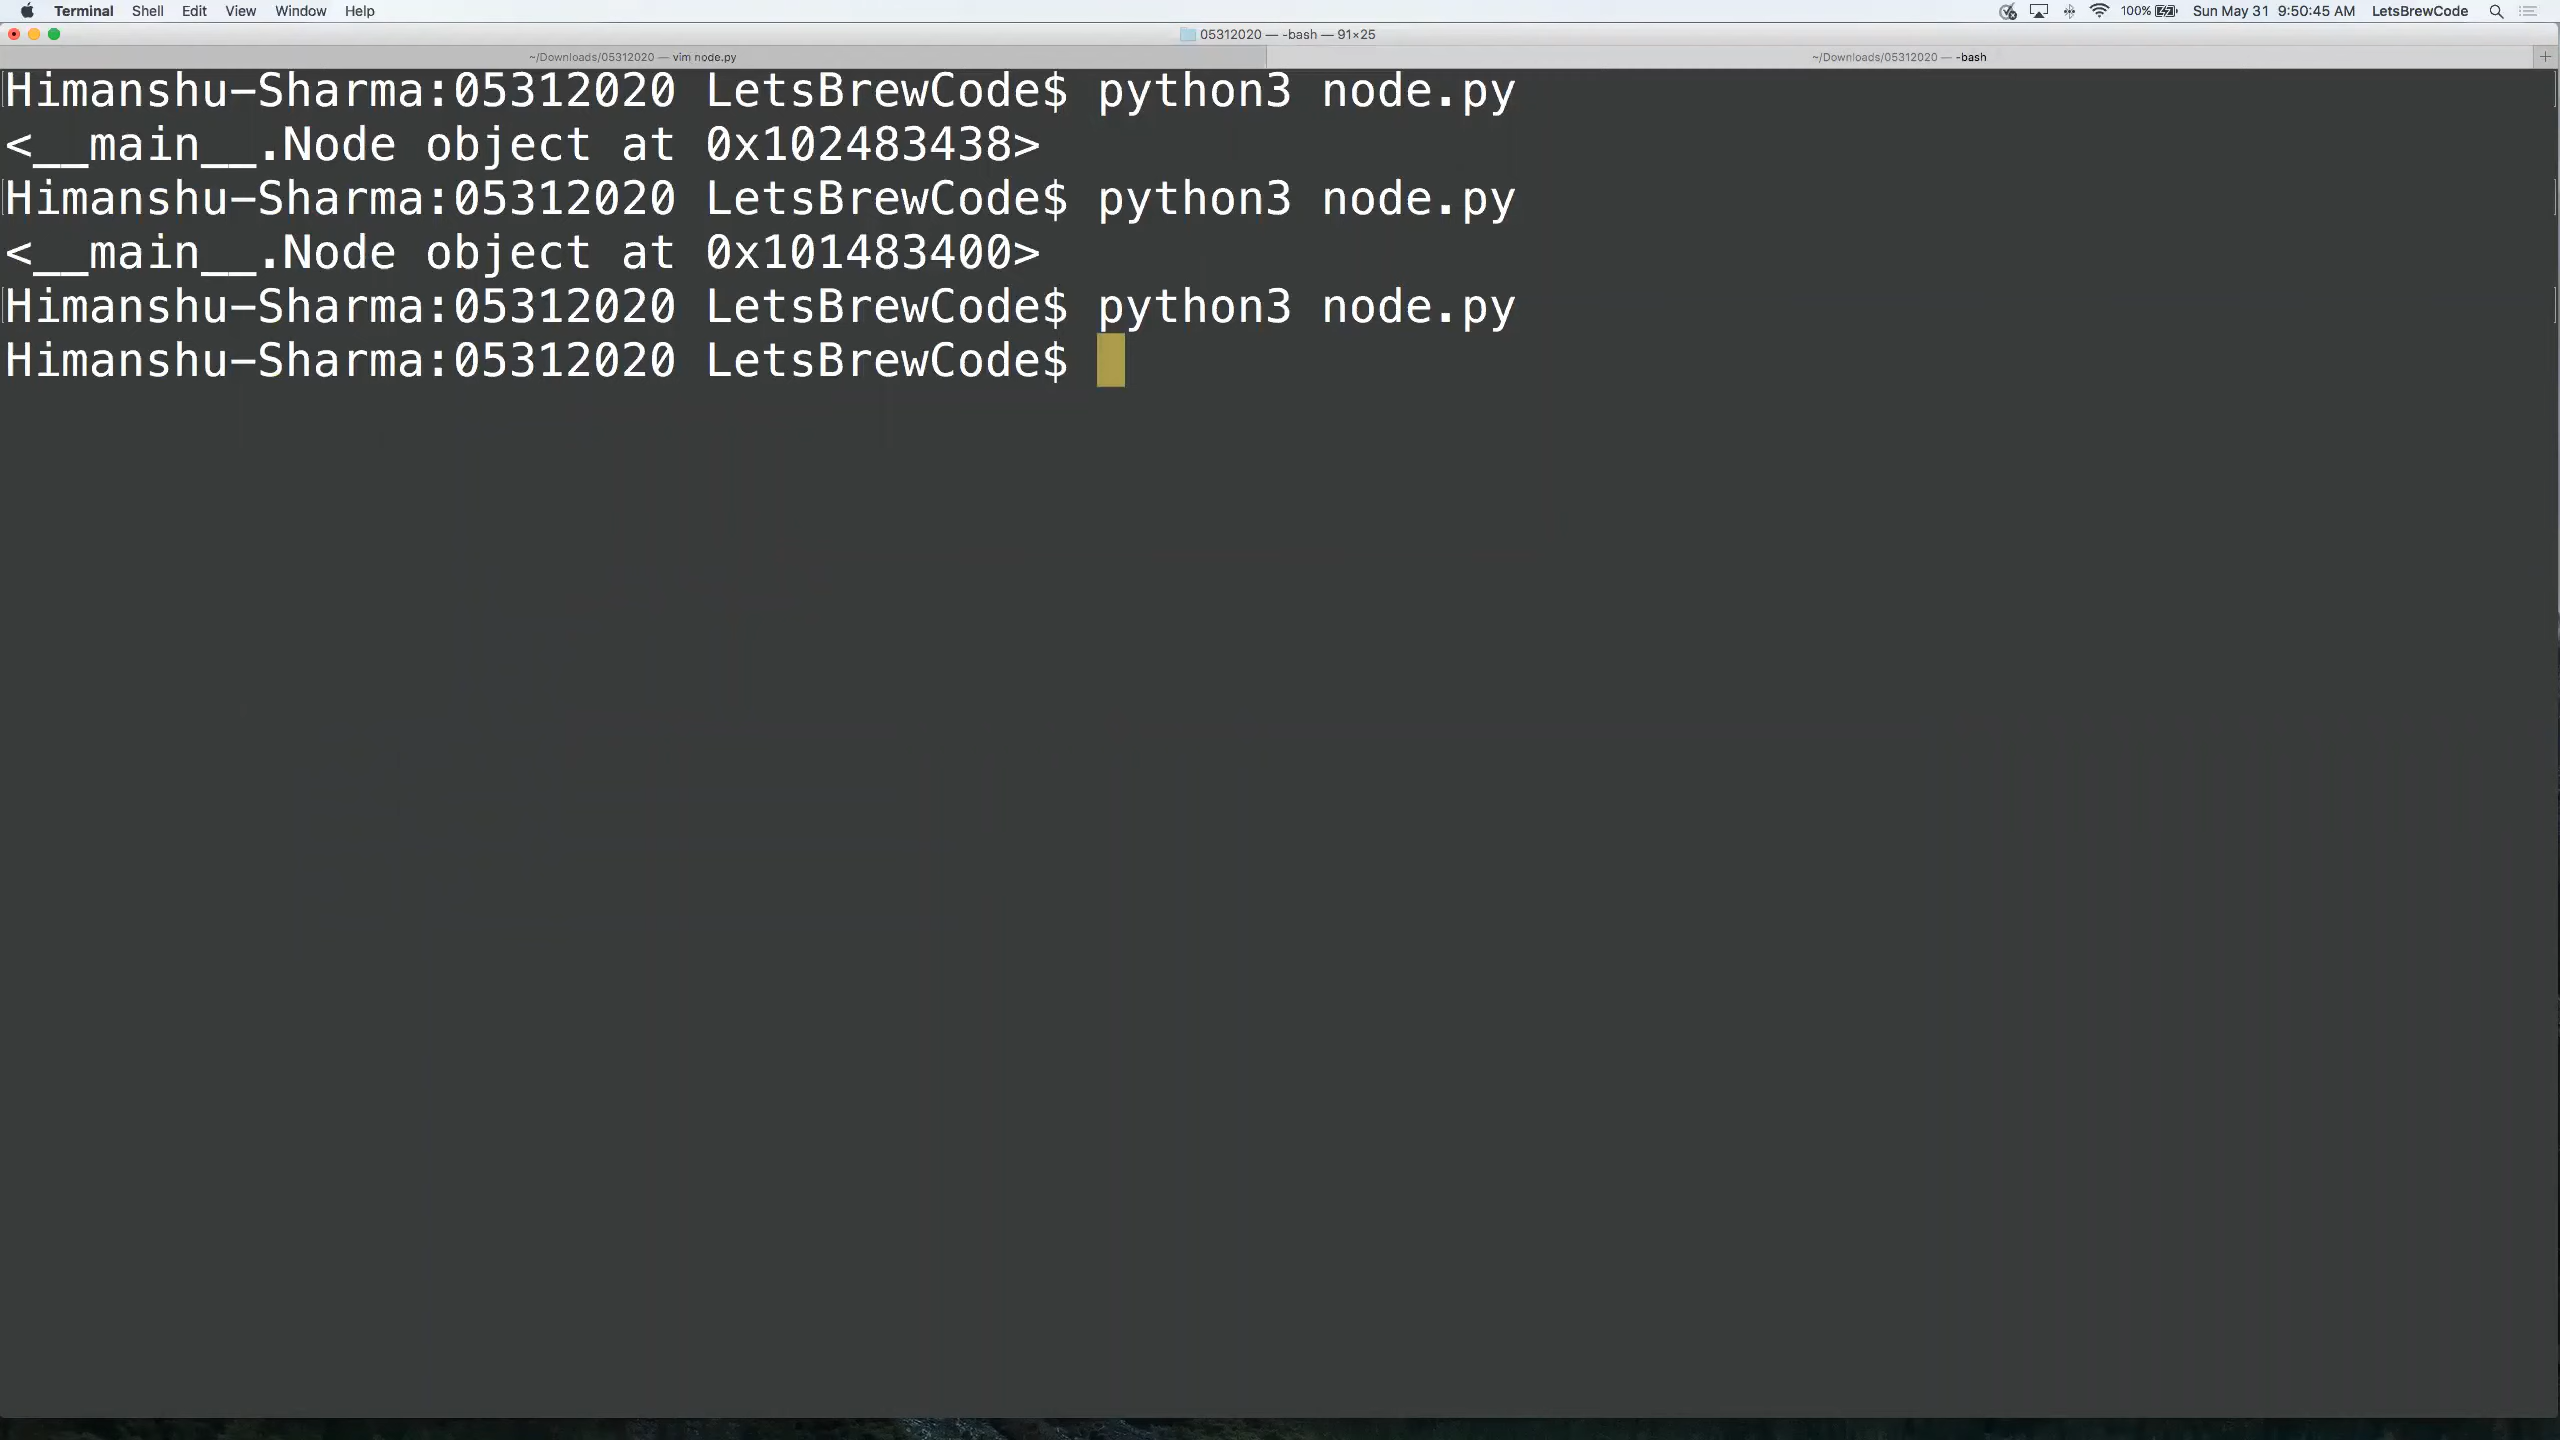 Terminal Shell Edit View Window Help 100% Sun May 31 9:50:45 AM LetsBrewCode
05312020 — -bash — 91×25
~/Downloads/05312020 — vim node.py ~/Downloads/05312020 — -bash
Himanshu-Sharma:05312020 LetsBrewCode$ python3 node.py
<__main__.Node object at 0x102483438>
Himanshu-Sharma:05312020 LetsBrewCode$ python3 node.py
<__main__.Node object at 0x101483400>
Himanshu-Sharma:05312020 LetsBrewCode$ python3 node.py
Himanshu-Sharma:05312020 LetsBrewCode$